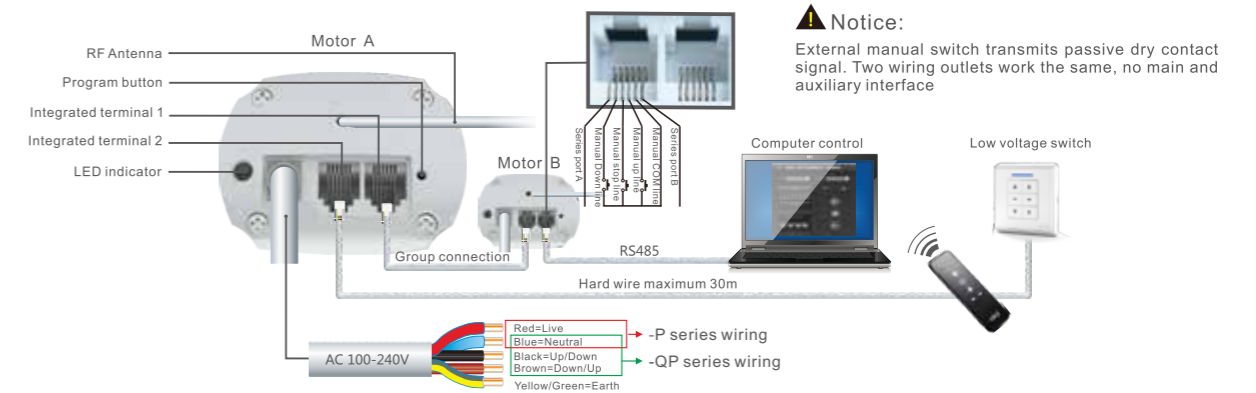 Notice:
External manual switch transmits passive dry contact
signal. Two wiring outlets work the same, no main and
auxiliary interface
Motor A
RF Antenna
Program button
Integrated terminal 1
Integrated terminal 2
LED indicator
Motor B
Series port A
Manual Down line
Manual stop line
Manual up line
Manual COM line
Series port B
Computer control
Low voltage switch
Group connection
RS485
Hard wire maximum 30m
AC 100-240V
Red=Live
Blue=Neutral
Black=Up/Down
Brown=Down/Up
Yellow/Green=Earth
-P series wiring
-QP series wiring